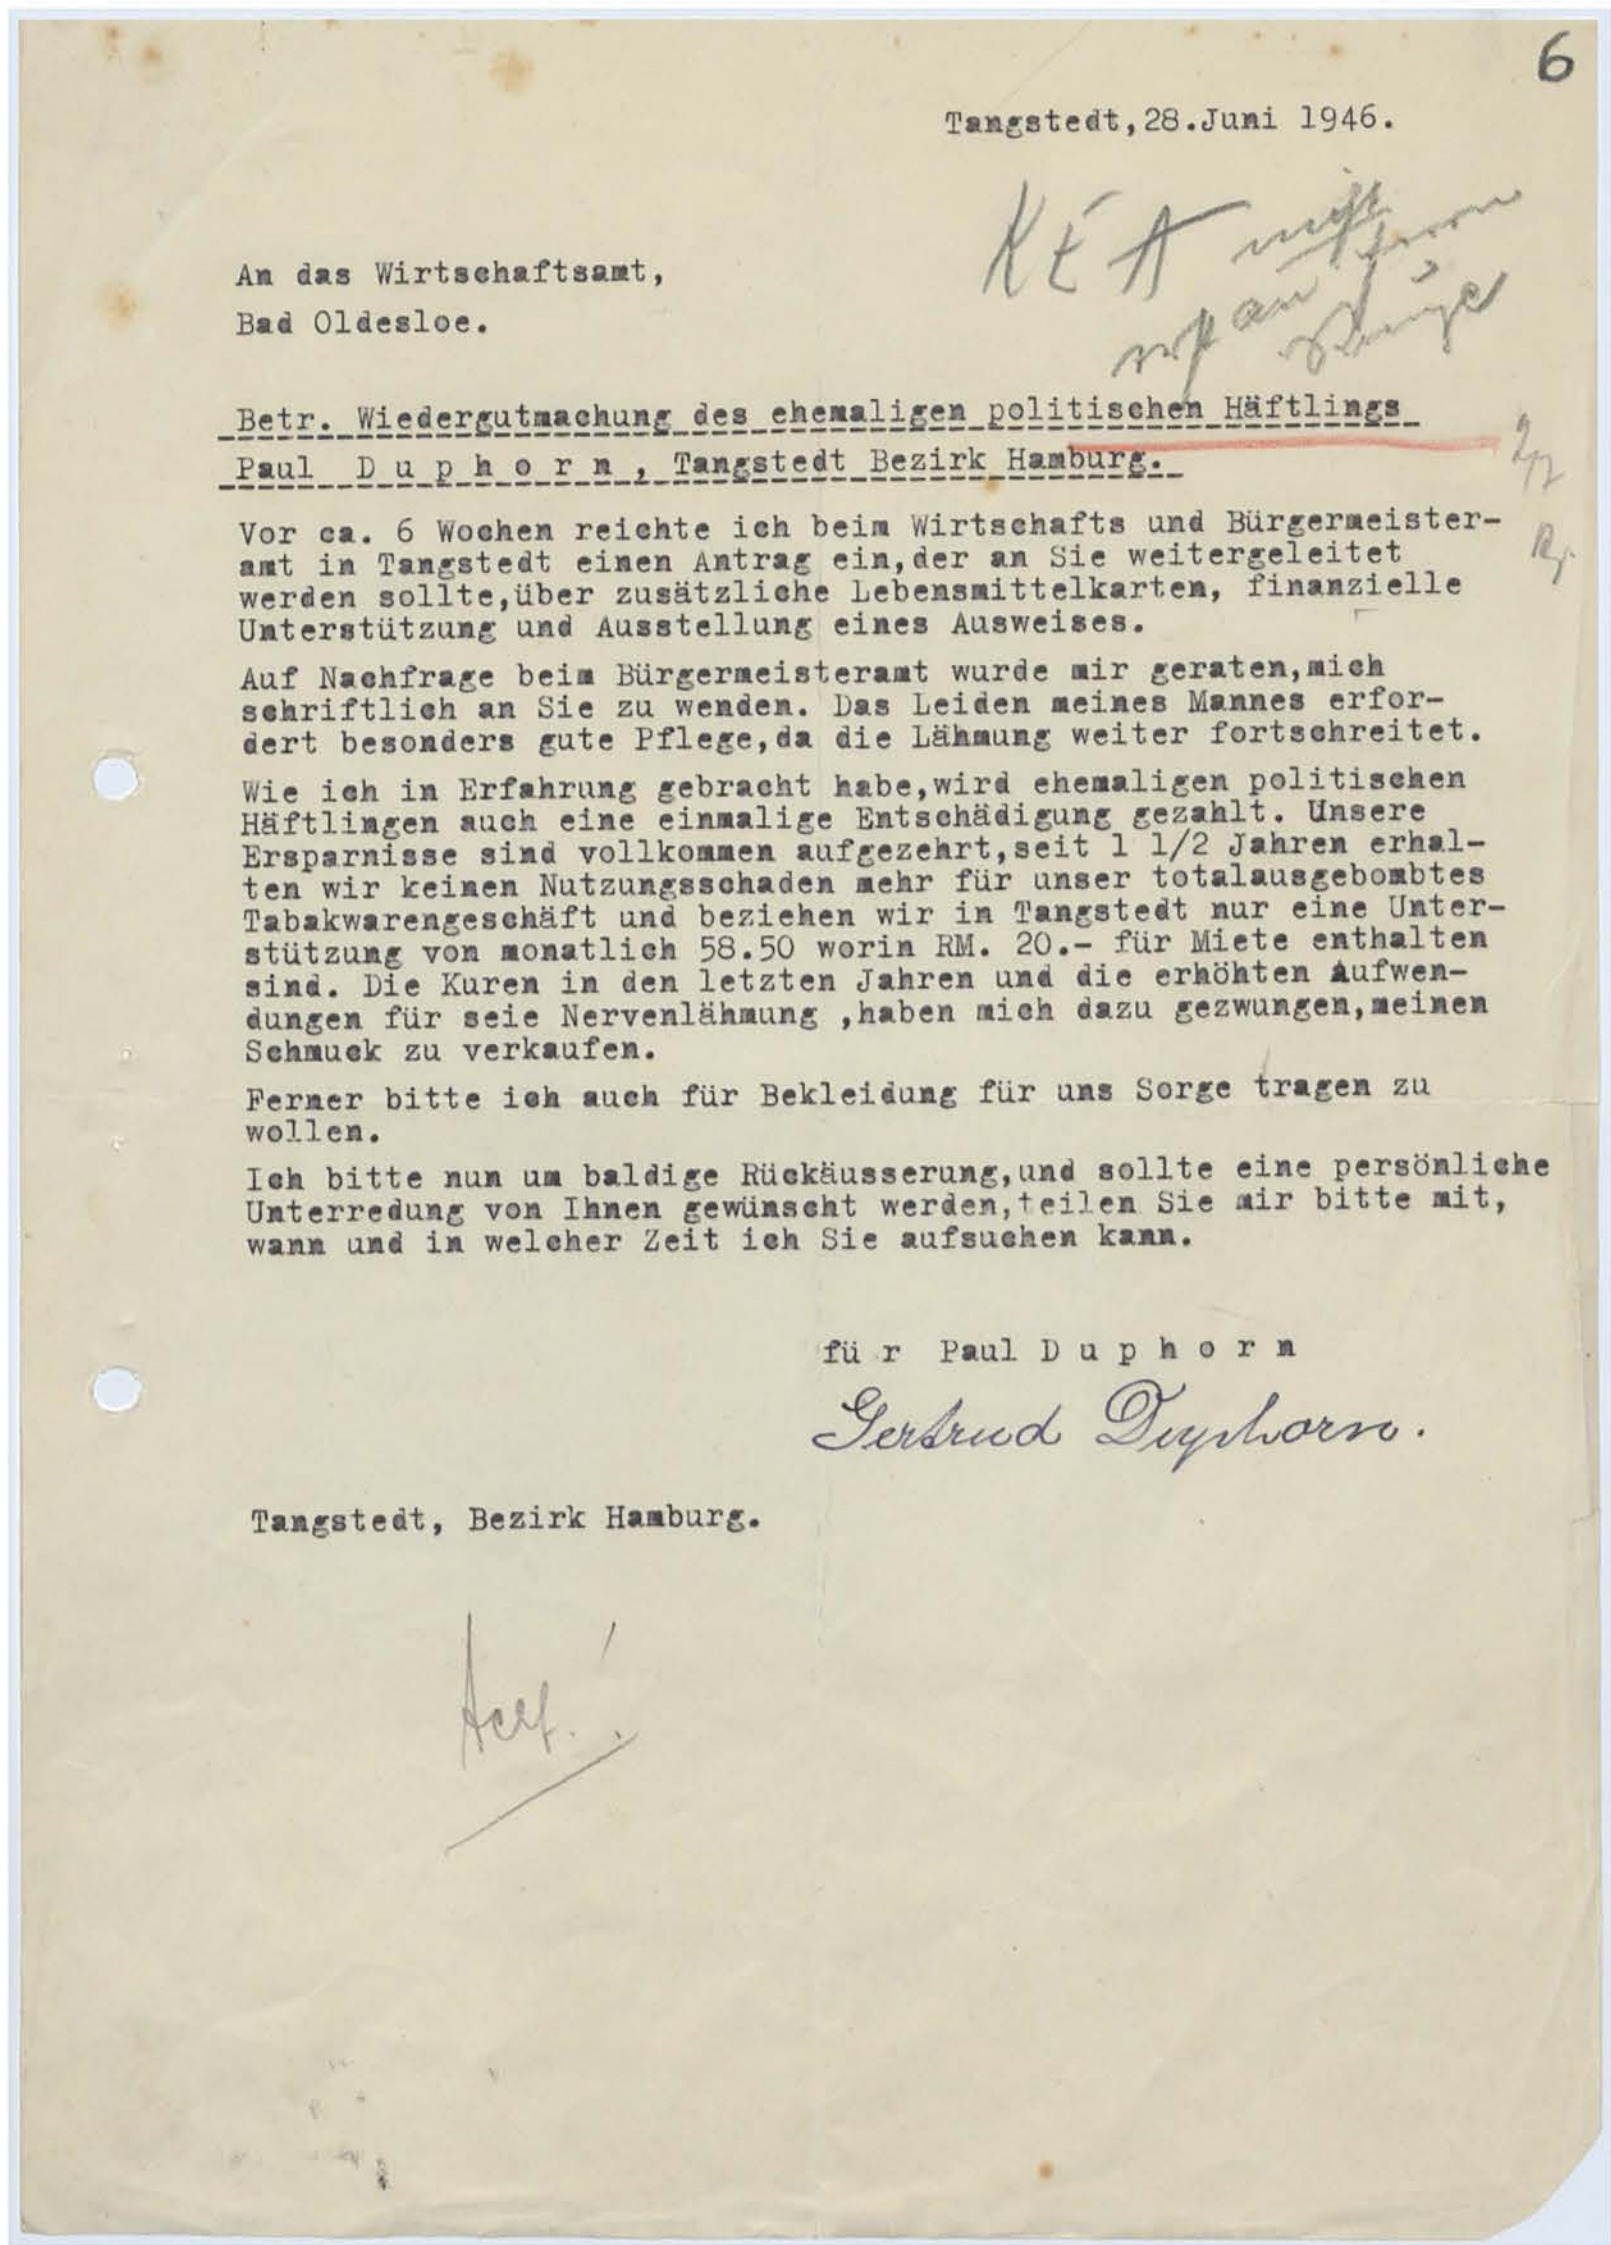 6
Tangstedt,28.Juni 1946.
KEA
An das Wirtschaftsamt,
Bad Oldesloe.
Betr. Wiedergutmachung des ehemaligen politischen Häftlings
Paul D u p h o r n , Tangstedt Bezirk Hamburg.
Vor ca. 6 Wochen reichte ich beim Wirtschafts und Bürgermeister-
amt in Tangstedt einen Antrag ein,der an Sie weitergeleitet
werden sollte,über zusätzliche Lebensmittelkarten, finanzielle
Unterstützung und Ausstellung eines Ausweises.
Auf Nachfrage beim Bürgermeisteramt wurde mir geraten,mich
schriftlich an Sie zu wenden. Das Leiden meines Mannes erfor-
dert besonders gute Pflege,da die Lähmung weiter fortschreitet.
Wie ich in Erfahrung gebracht habe,wird ehemaligen politischen
Häftlingen auch eine einmalige Entschädigung gezahlt. Unsere
Ersparnisse sind vollkommen aufgezehrt,seit 1 1/2 Jahren erhal-
ten wir keinen Nutzungsschaden mehr für unser totalausgebombtes
Tabakwarengeschäft und beziehen wir in Tangstedt nur eine Unter-
stützung von monatlich 58.50 worin RM. 20.- für Miete enthalten
sind. Die Kuren in den letzten Jahren und die erhöhten Aufwen-
dungen für seie Nervenlähmung ,haben mich dazu gezwungen,meinen
Schmuck zu verkaufen.
Ferner bitte ich auch für Bekleidung für uns Sorge tragen zu
wollen.
Ich bitte nun um baldige Rückäusserung,und sollte eine persönliche
Unterredung von Ihnen gewünscht werden,teilen Sie mir bitte mit,
wann und in welcher Zeit ich Sie aufsuchen kann.
fü r Paul D u p h o r n
Gertrud Duphorn.
Tangstedt, Bezirk Hamburg.